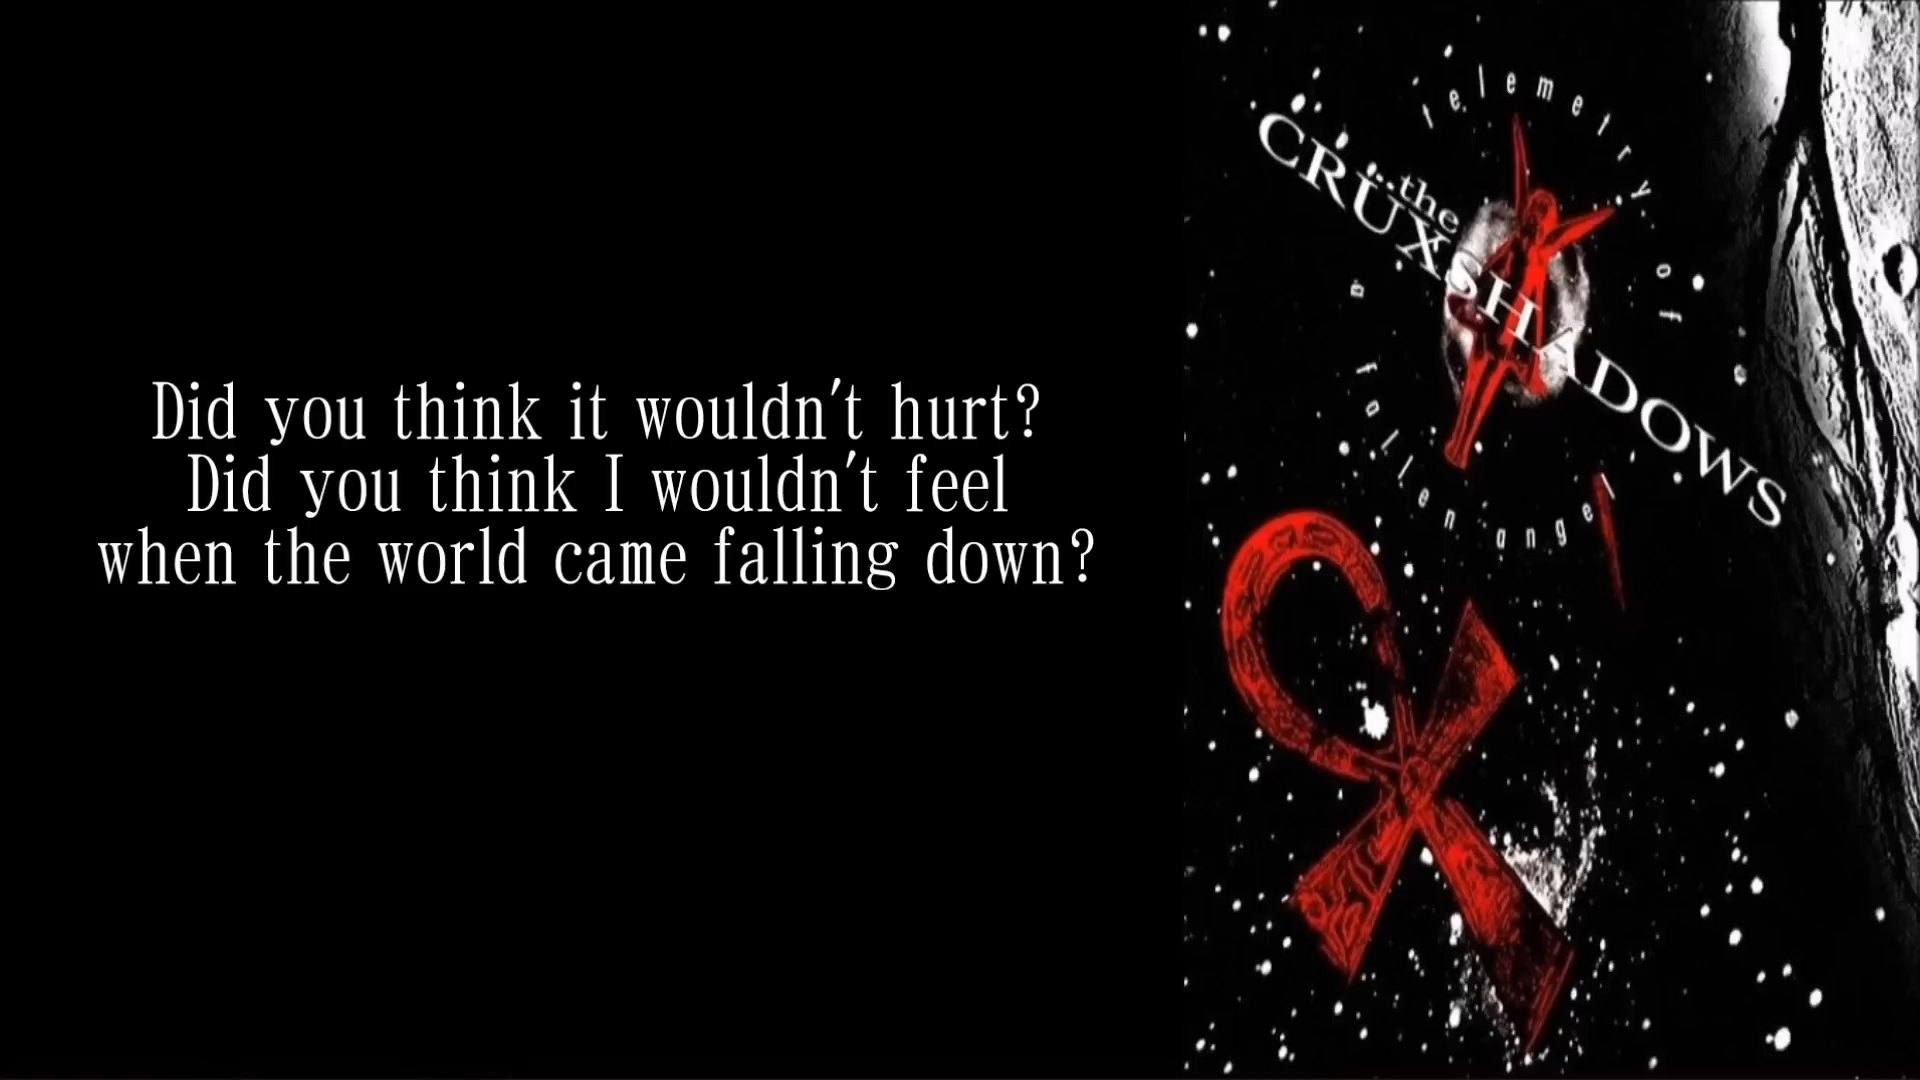 Did you think it wouldn't hurt?
Did you think I wouldn't feel
when the world came falling down?
...the
CRUXSHADOWS
telemetry of a fallen angel